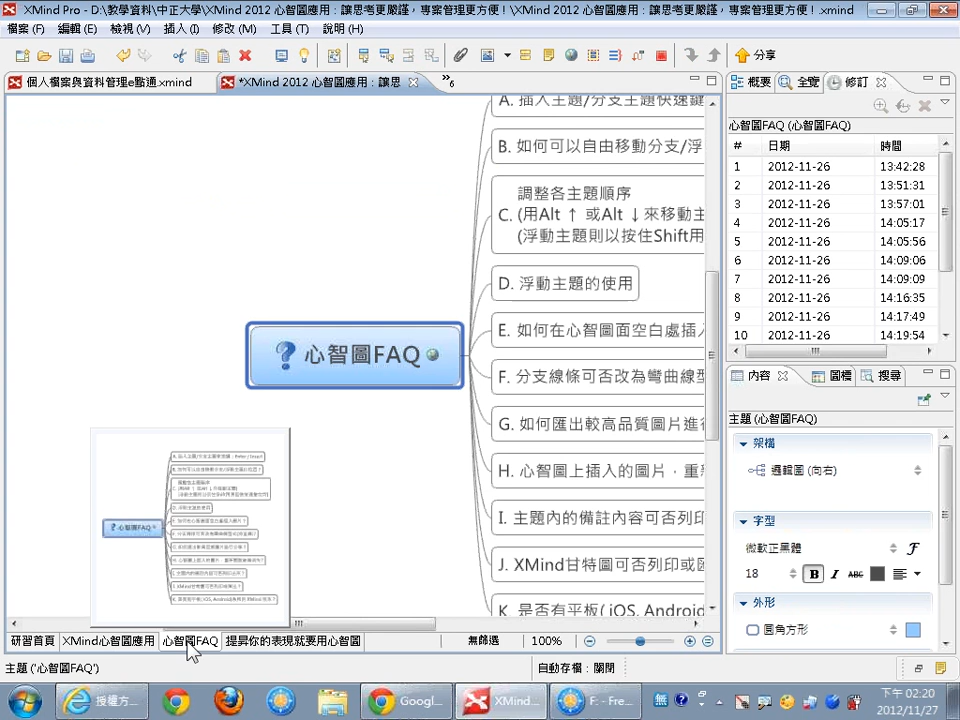 XMind Pro - D:\教學資料\中正大學\XMind 2012 心智圖應用：讓思考更嚴謹，專案管理更方便！\XMind 2012 心智圖應用：讓思考更嚴謹，專案管理更方便！.xmind
檔案(F) 編輯(E) 檢視(V) 插入(I) 修改(M) 工具(T) 說明(H)
分享
個人檔案與資料管理e點通.xmind
*XMind 2012 心智圖應用：讓思
»6
概要 全覽 修訂
A. 插入主題/分支主題快速鍵
B. 如何可以自由移動分支/浮
調整各主題順序
C. (用Alt ↑ 或Alt ↓來移動主
(浮動主題則以按住Shift用
D. 浮動主題的使用
E. 如何在心智圖面空白處插入
F. 分支線條可否改為彎曲線型
G. 如何匯出較高品質圖片進行
H. 心智圖上插入的圖片，重新
I. 主題內的備註內容可否列印
J. XMind甘特圖可否列印或匯
K. 是否有平板( iOS, Android
心智圖FAQ
心智圖FAQ
心智圖FAQ (心智圖FAQ)
# 日期 時間
1 2012-11-26 13:42:28
2 2012-11-26 13:51:31
3 2012-11-26 13:57:01
4 2012-11-26 14:05:17
5 2012-11-26 14:05:56
6 2012-11-26 14:09:06
7 2012-11-26 14:09:09
8 2012-11-26 14:16:35
9 2012-11-26 14:17:49
10 2012-11-26 14:19:54
內容 圖標 搜尋
主題 (心智圖FAQ)
架構
邏輯圖 (向右)
字型
微軟正黑體
18 B I ABC
外形
圓角方形
研習首頁 XMind心智圖應用 心智圖FAQ 提昇你的表現就要用心智圖
無篩選 100%
主題 ('心智圖FAQ')
自動存檔：關閉
授權方...
Googl...
XMind...
F: - Fre...
下午 02:20
2012/11/27